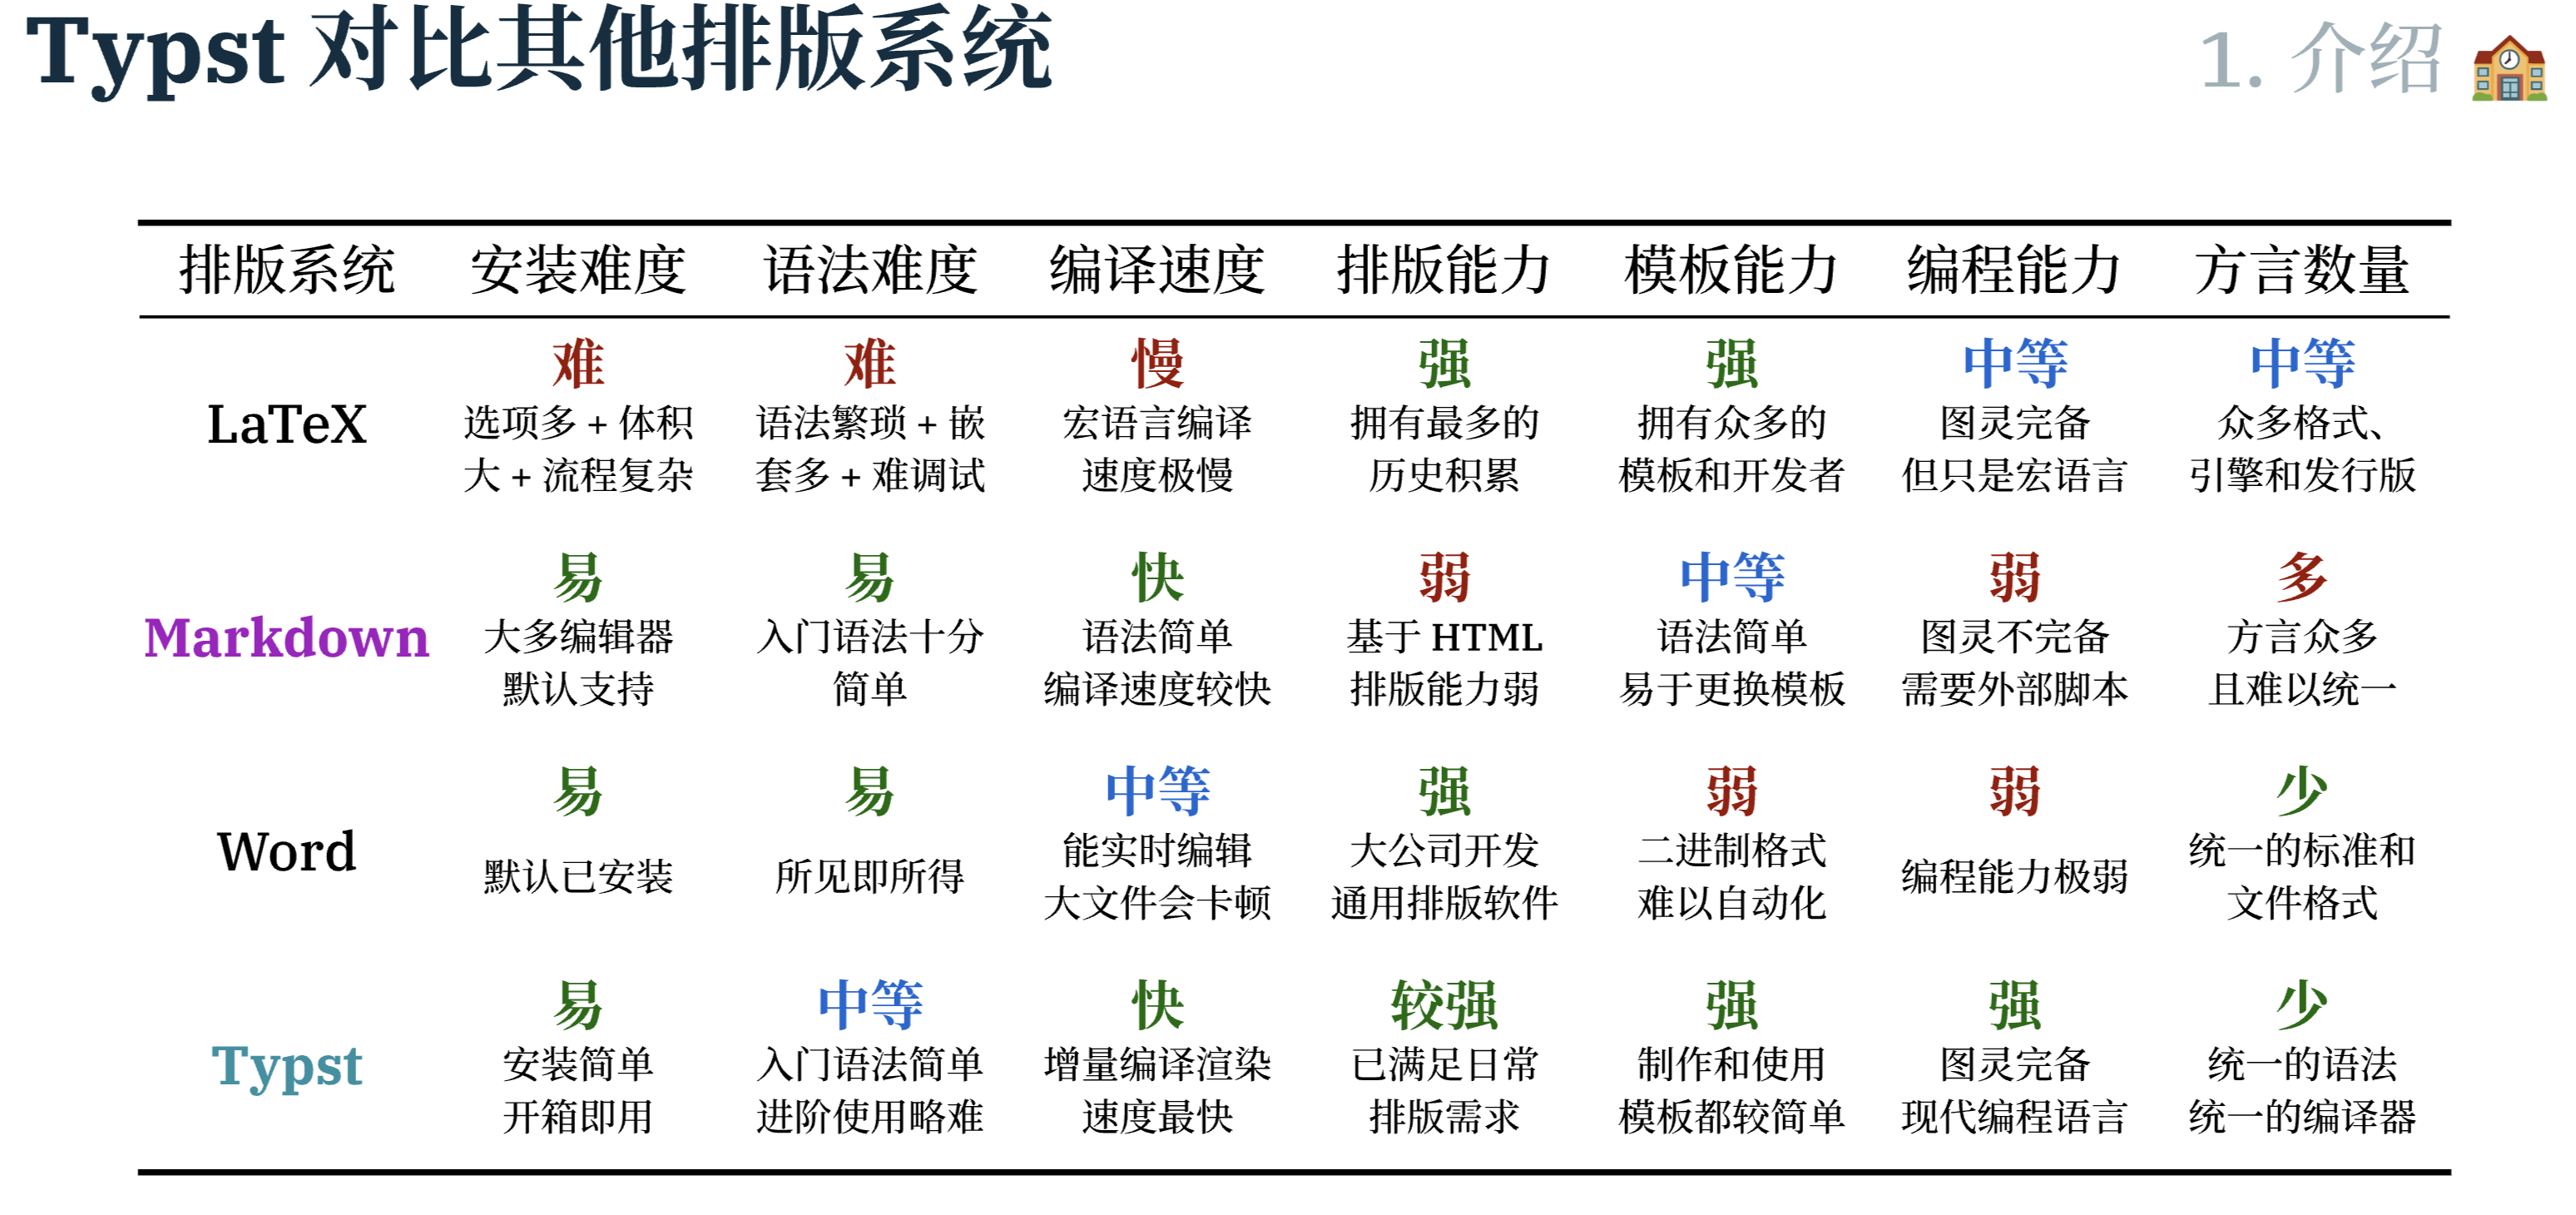 Typst 对比其他排版系统
1. 介绍
排版系统 安装难度 语法难度 编译速度 排版能力 模板能力 编程能力 方言数量
难 难 慢 强 强 中等 中等
LaTeX
选项多 + 体积 语法繁琐 + 嵌 宏语言编译 拥有最多的 拥有众多的 图灵完备 众多格式、
大 + 流程复杂 套多 + 难调试 速度极慢 历史积累 模板和开发者 但只是宏语言 引擎和发行版
易 易 快 弱 中等 弱 多
Markdown
大多编辑器 入门语法十分 语法简单 基于 HTML 语法简单 图灵不完备 方言众多
默认支持 简单 编译速度较快 排版能力弱 易于更换模板 需要外部脚本 且难以统一
易 易 中等 强 弱 弱 少
Word
能实时编辑 大公司开发 二进制格式 统一的标准和
默认已安装 所见即所得 编程能力极弱
大文件会卡顿 通用排版软件 难以自动化 文件格式
易 中等 快 较强 强 强 少
Typst
安装简单 入门语法简单 增量编译渲染 已满足日常 制作和使用 图灵完备 统一的语法
开箱即用 进阶使用略难 速度最快 排版需求 模板都较简单 现代编程语言 统一的编译器